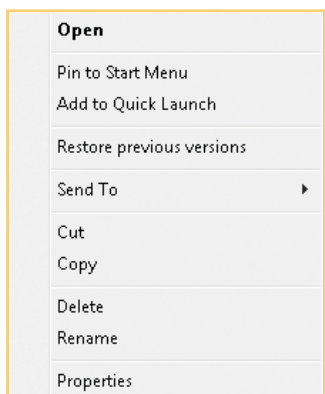 Open
Pin to Start Menu
Add to Quick Launch
Restore previous versions
Send To
Cut
Copy
Delete
Rename
Properties